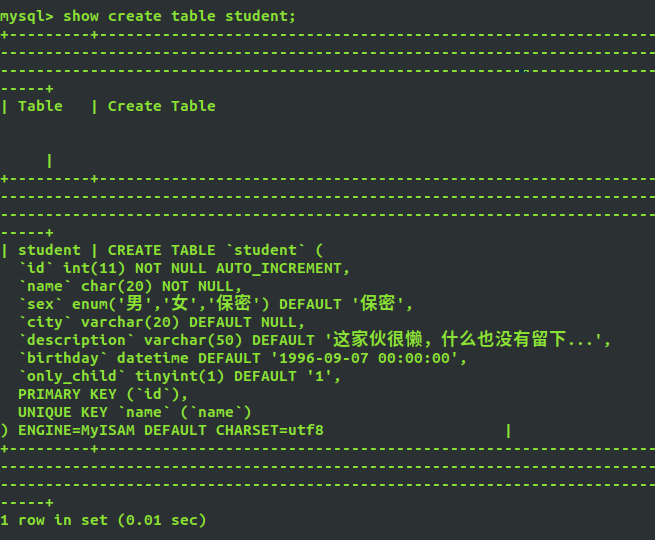 mysql> show create table student;
+---------+--------------------------------------------------------------
-------------------------------------------------------------------------
-------------------------------------------------------------------------
-----+
| Table   | Create Table
     |
+---------+--------------------------------------------------------------
-------------------------------------------------------------------------
-------------------------------------------------------------------------
-----+
| student | CREATE TABLE `student` (
  `id` int(11) NOT NULL AUTO_INCREMENT,
  `name` char(20) NOT NULL,
  `sex` enum('男','女','保密') DEFAULT '保密',
  `city` varchar(20) DEFAULT NULL,
  `description` varchar(50) DEFAULT '这家伙很懒，什么也没有留下...',
  `birthday` datetime DEFAULT '1996-09-07 00:00:00',
  `only_child` tinyint(1) DEFAULT '1',
  PRIMARY KEY (`id`),
  UNIQUE KEY `name` (`name`)
) ENGINE=MyISAM DEFAULT CHARSET=utf8                    |
+---------+--------------------------------------------------------------
-------------------------------------------------------------------------
-------------------------------------------------------------------------
-----+
1 row in set (0.01 sec)